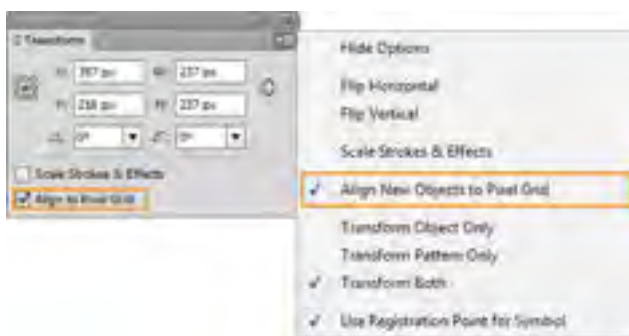 Transform
X: 397 px W: 237 px
Y: 218 px H: 237 px
0° 0°
Scale Strokes & Effects
Align to Pixel Grid
Hide Options
Flip Horizontal
Flip Vertical
Scale Strokes & Effects
Align New Objects to Pixel Grid
Transform Object Only
Transform Pattern Only
Transform Both
Use Registration Point for Symbol